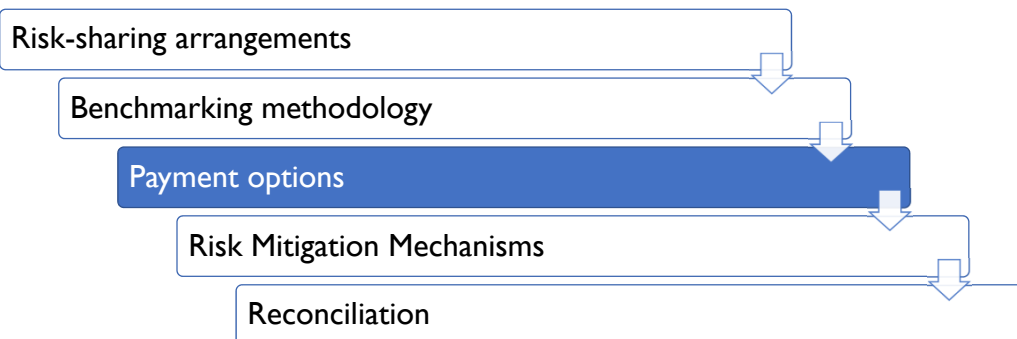 Risk-sharing arrangements
Benchmarking methodology
Payment options
Risk Mitigation Mechanisms
Reconciliation